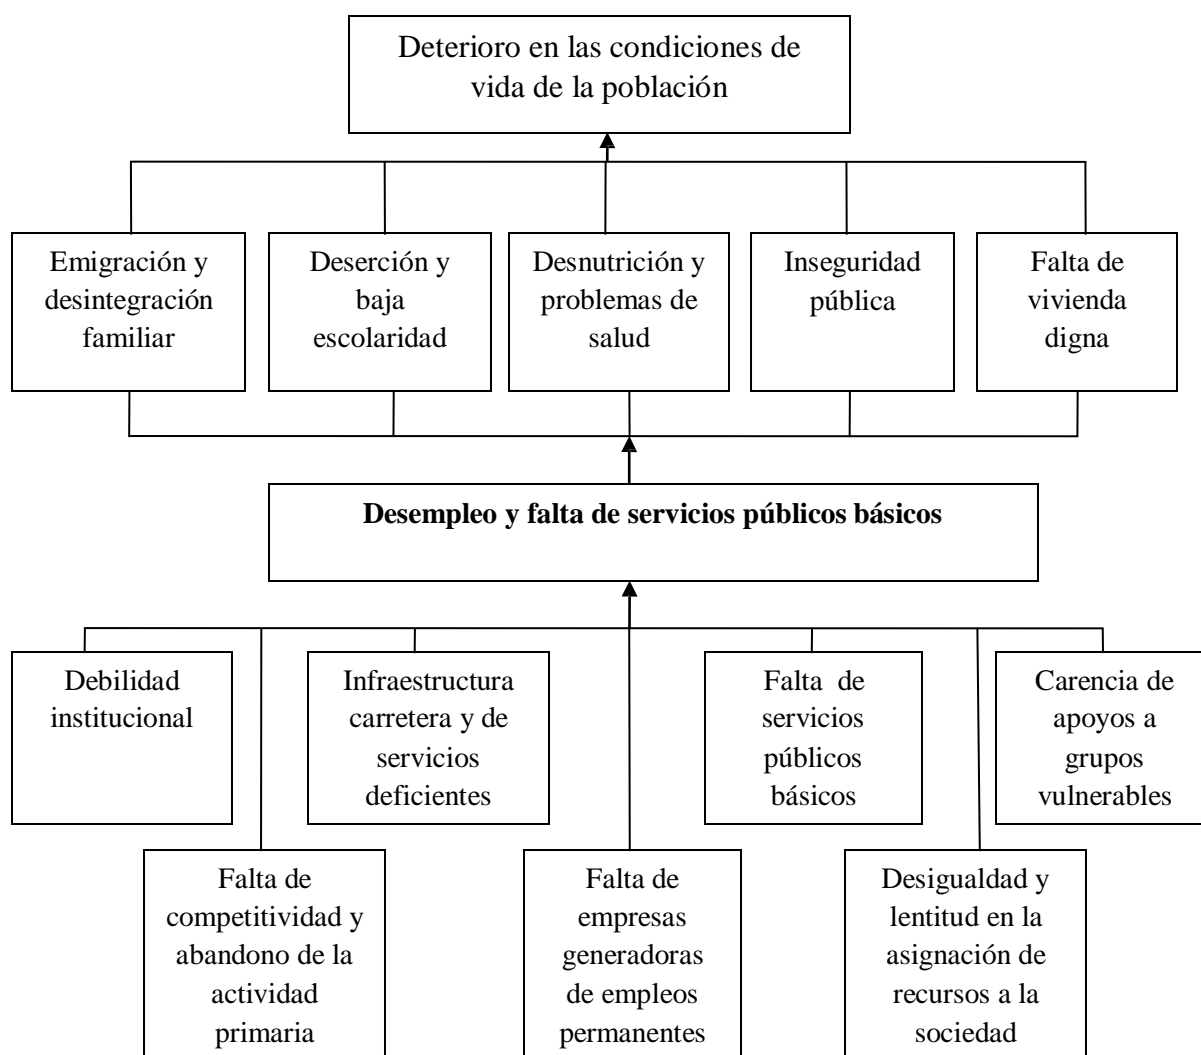 Deterioro en las condiciones de
vida de la población
Emigración y
desintegración
familiar
Deserción y
baja
escolaridad
Desnutrición y
problemas de
salud
Inseguridad
pública
Falta de
vivienda
digna
Desempleo y falta de servicios públicos básicos
Debilidad
institucional
Infraestructura
carretera y de
servicios
deficientes
Falta de
servicios
públicos
básicos
Carencia de
apoyos a
grupos
vulnerables
Falta de
competitividad y
abandono de la
actividad
primaria
Falta de
empresas
generadoras
de empleos
permanentes
Desigualdad y
lentitud en la
asignación de
recursos a la
sociedad